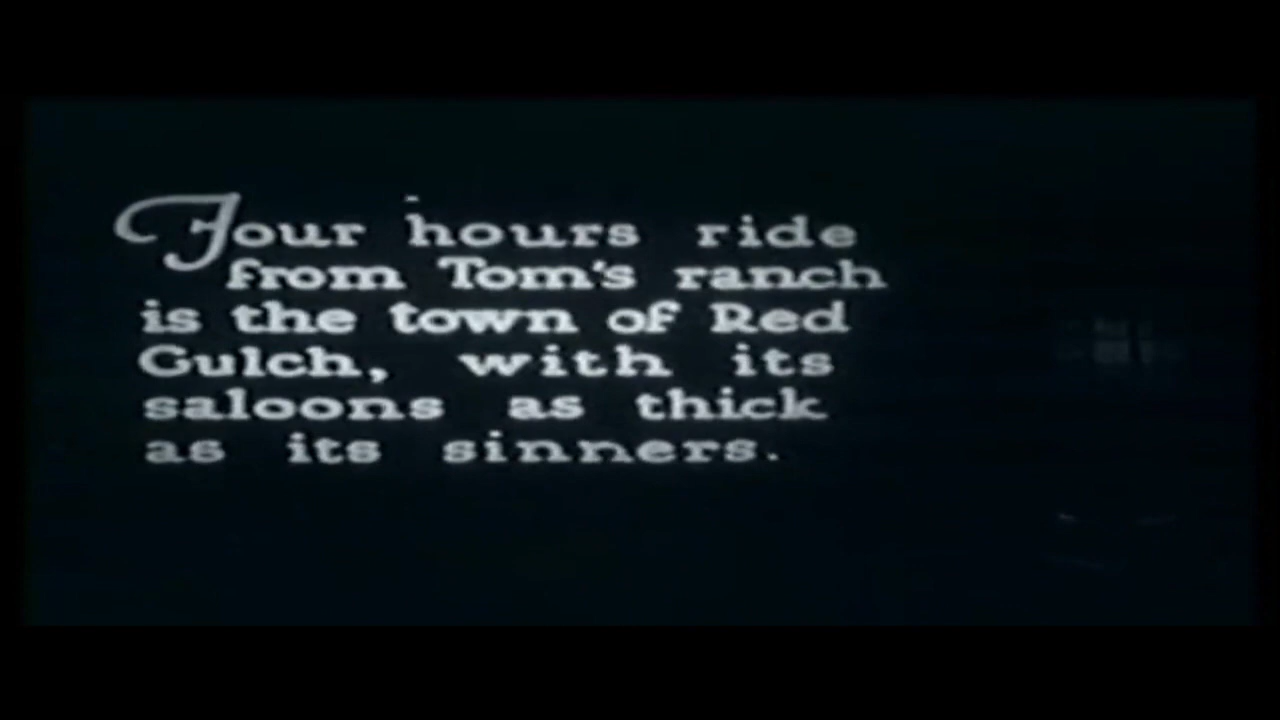 Four hours ride
from Tom's ranch
is the town of Red
Gulch, with its
saloons as thick
as its sinners.